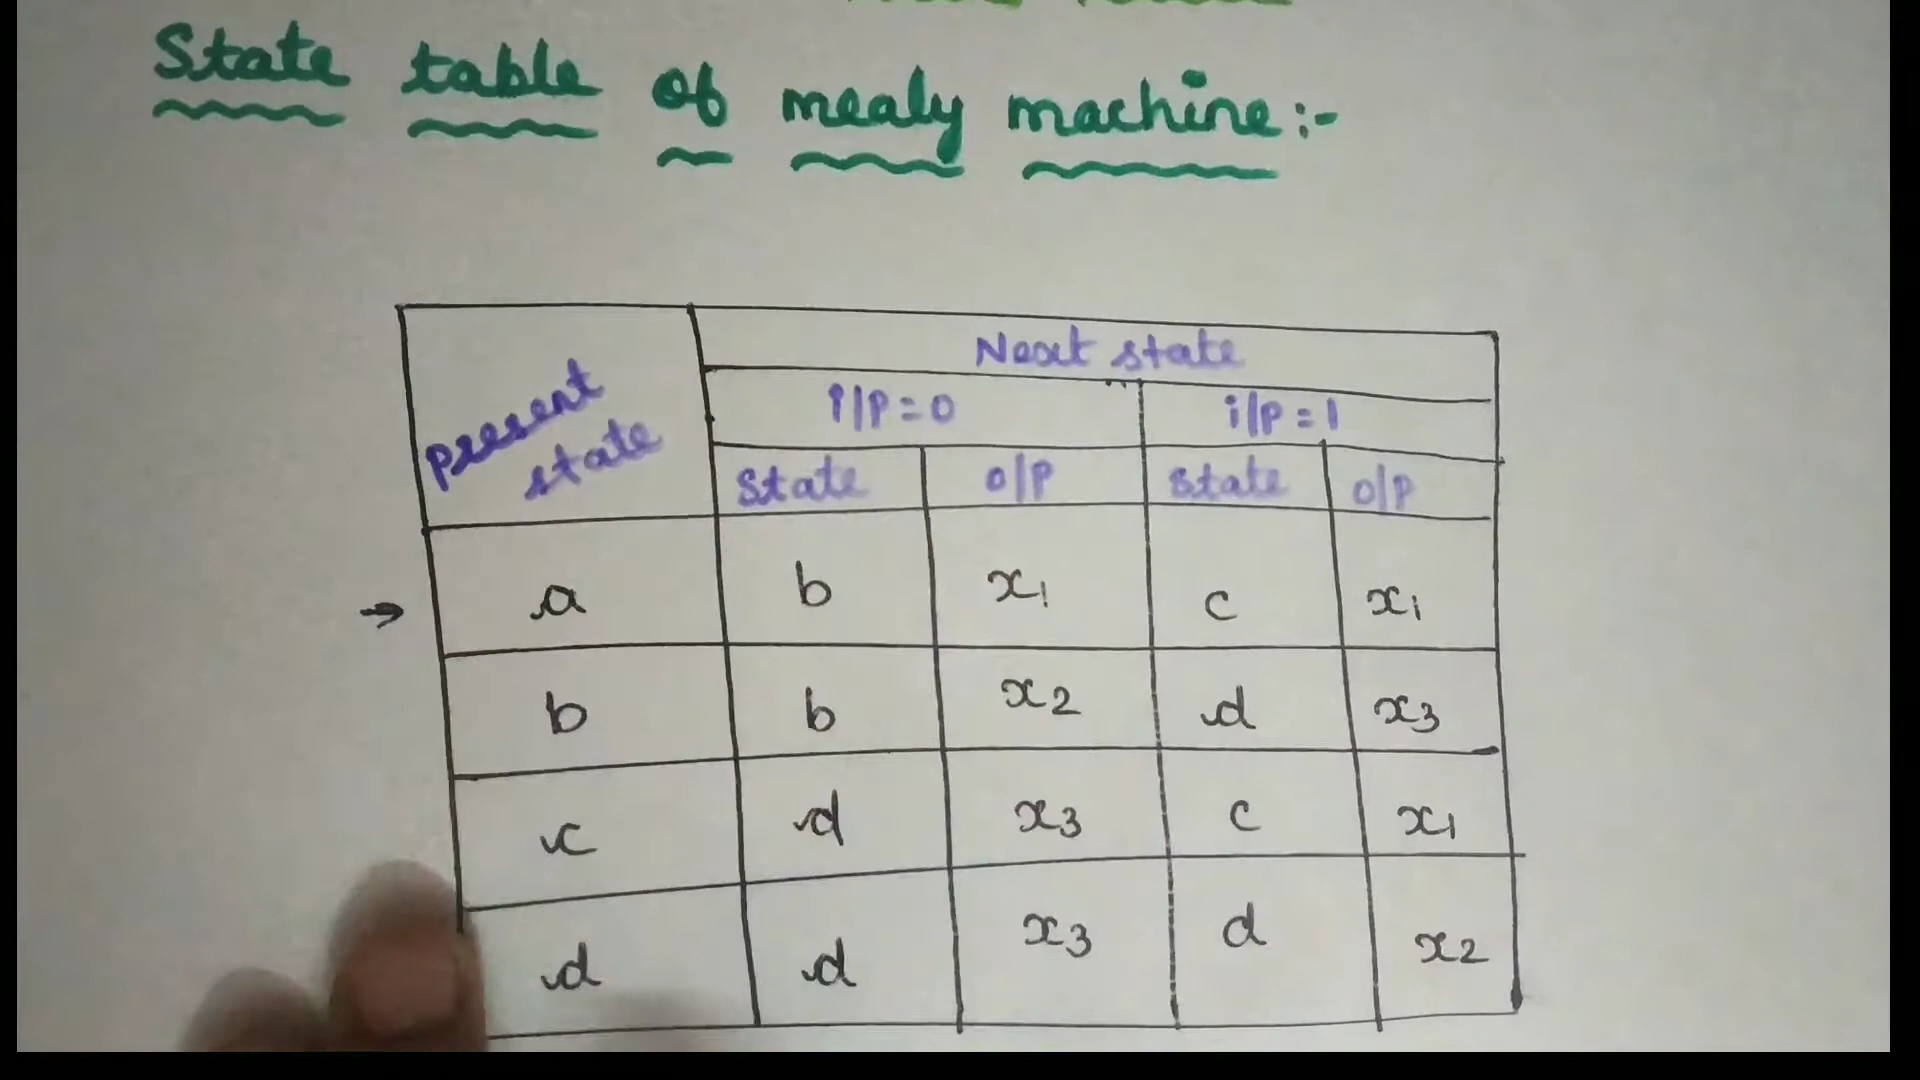 State table of mealy machine:-
present state
Next state
i/p=0 i/p=1
State o/p State o/p
→ a b x1 c x1
b b x2 d x3
c d x3 c x1
d d x3 d x2